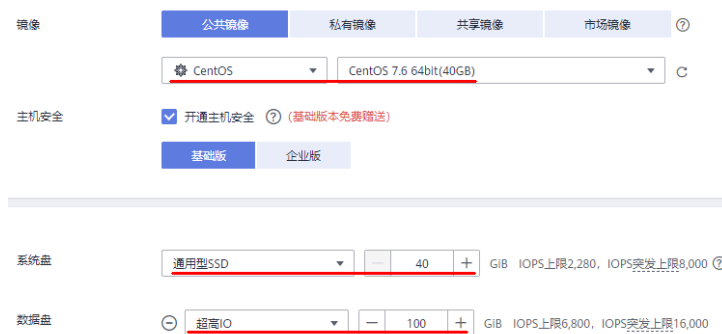 镜像 公共镜像 私有镜像 共享镜像 市场镜像 ?
CentOS CentOS 7.6 64bit(40GB)
主机安全 开通主机安全 ? (基础版本免费赠送)
基础版 企业版
系统盘 通用型SSD — 40 + GiB IOPS上限2,280，IOPS突发上限8,000 ?
数据盘 超高IO — 100 + GiB IOPS上限6,800，IOPS突发上限16,000